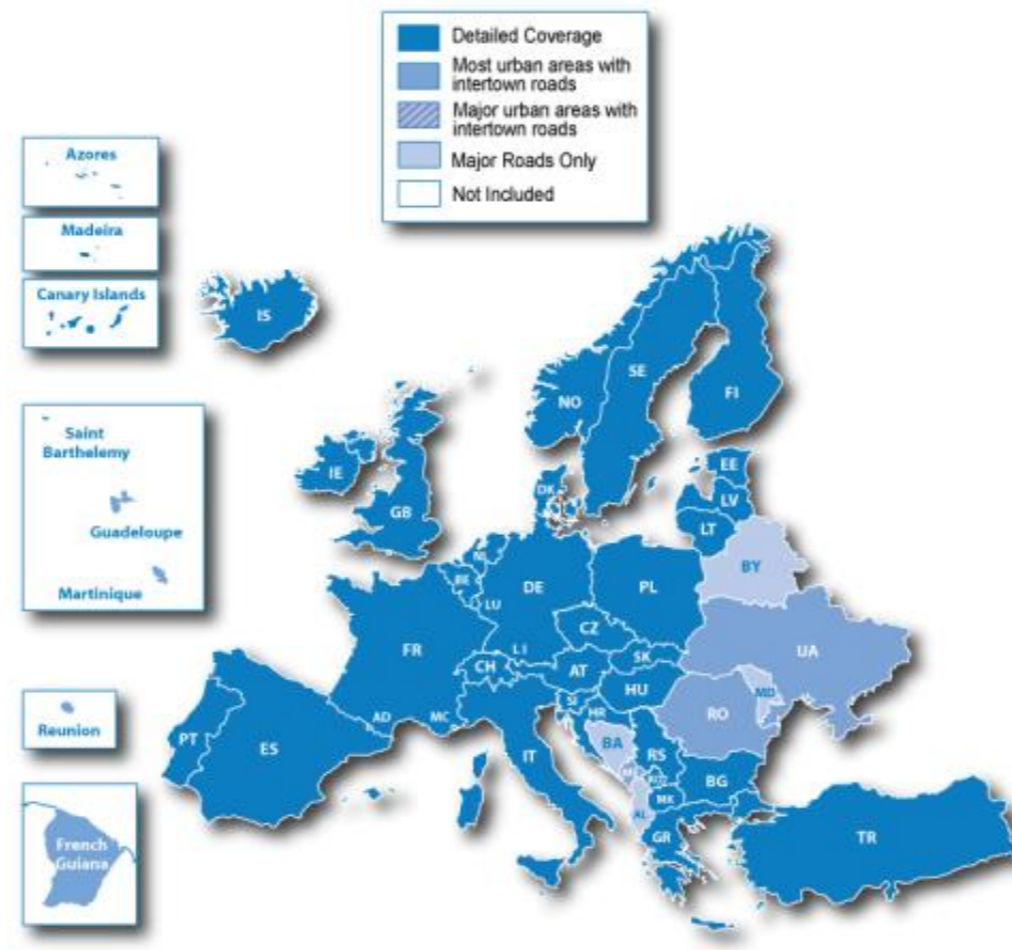 Detailed Coverage
Most urban areas with
intertown roads
Major urban areas with
intertown roads
Major Roads Only
Not Included
Azores
Madeira
Canary Islands
Saint
Barthelemy
Guadeloupe
Martinique
Reunion
French
Guiana
IS
NO
SE
FI
EE
LV
LT
IE
GB
DK
NL
BE
LU
DE
PL
BY
UA
CZ
SK
FR
LI
CH
AT
HU
MD
RO
SI
HR
BA
RS
BG
AD
MC
IT
PT
ES
MK
AL
GR
TR